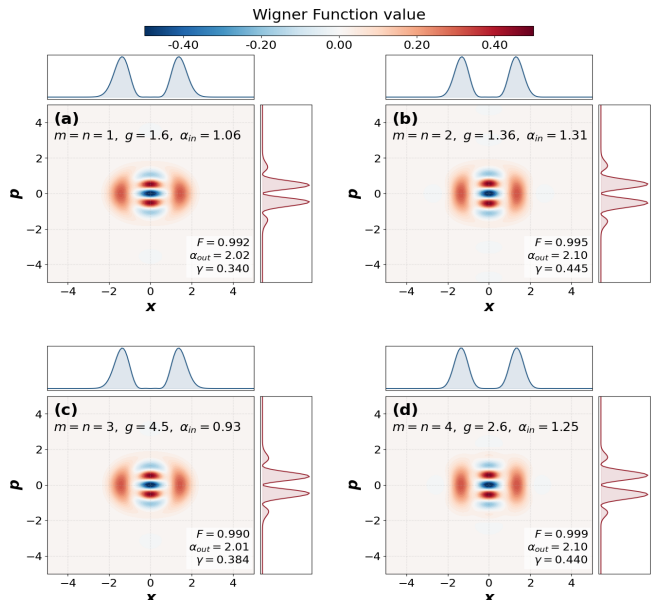 Wigner Function value
−0.40 −0.20 0.00 0.20 0.40
(a)
m = n = 1, g = 1.6, α_in = 1.06
F = 0.992
α_out = 2.02
γ = 0.340
4
2
0
−2
−4
p
−4 −2 0 2 4
x
(b)
m = n = 2, g = 1.36, α_in = 1.31
F = 0.995
α_out = 2.10
γ = 0.445
4
2
0
−2
−4
p
−4 −2 0 2 4
x
(c)
m = n = 3, g = 4.5, α_in = 0.93
F = 0.990
α_out = 2.01
γ = 0.384
4
2
0
−2
−4
p
−4 −2 0 2 4
x
(d)
m = n = 4, g = 2.6, α_in = 1.25
F = 0.999
α_out = 2.10
γ = 0.440
4
2
0
−2
−4
p
−4 −2 0 2 4
x